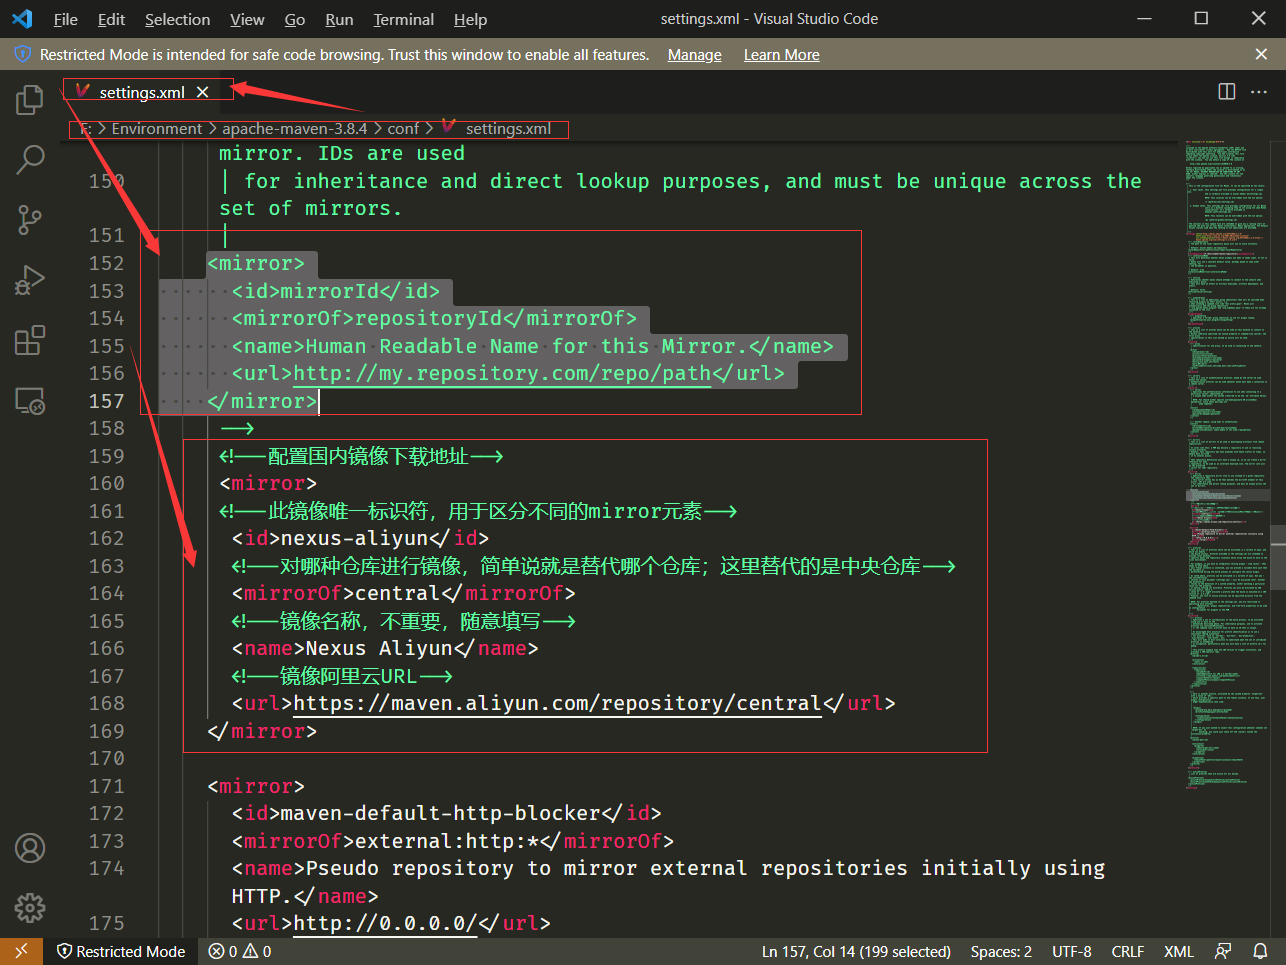 File Edit Selection View Go Run Terminal Help settings.xml - Visual Studio Code
Restricted Mode is intended for safe code browsing. Trust this window to enable all features. Manage Learn More
settings.xml
F: > Environment > apache-maven-3.8.4 > conf > settings.xml
mirror. IDs are used
150 | for inheritance and direct lookup purposes, and must be unique across the
set of mirrors.
151 |
152 <mirror>
153 <id>mirrorId</id>
154 <mirrorOf>repositoryId</mirrorOf>
155 <name>Human Readable Name for this Mirror.</name>
156 <url>http://my.repository.com/repo/path</url>
157 </mirror>
158 -->
159 <!--配置国内镜像下载地址-->
160 <mirror>
161 <!--此镜像唯一标识符，用于区分不同的mirror元素-->
162 <id>nexus-aliyun</id>
163 <!--对哪种仓库进行镜像，简单说就是替代哪个仓库；这里替代的是中央仓库-->
164 <mirrorOf>central</mirrorOf>
165 <!--镜像名称，不重要，随意填写-->
166 <name>Nexus Aliyun</name>
167 <!--镜像阿里云URL-->
168 <url>https://maven.aliyun.com/repository/central</url>
169 </mirror>
170
171 <mirror>
172 <id>maven-default-http-blocker</id>
173 <mirrorOf>external:http:*</mirrorOf>
174 <name>Pseudo repository to mirror external repositories initially using
HTTP.</name>
175 <url>http://0.0.0.0/</url>
Restricted Mode 0 0 Ln 157, Col 14 (199 selected) Spaces: 2 UTF-8 CRLF XML